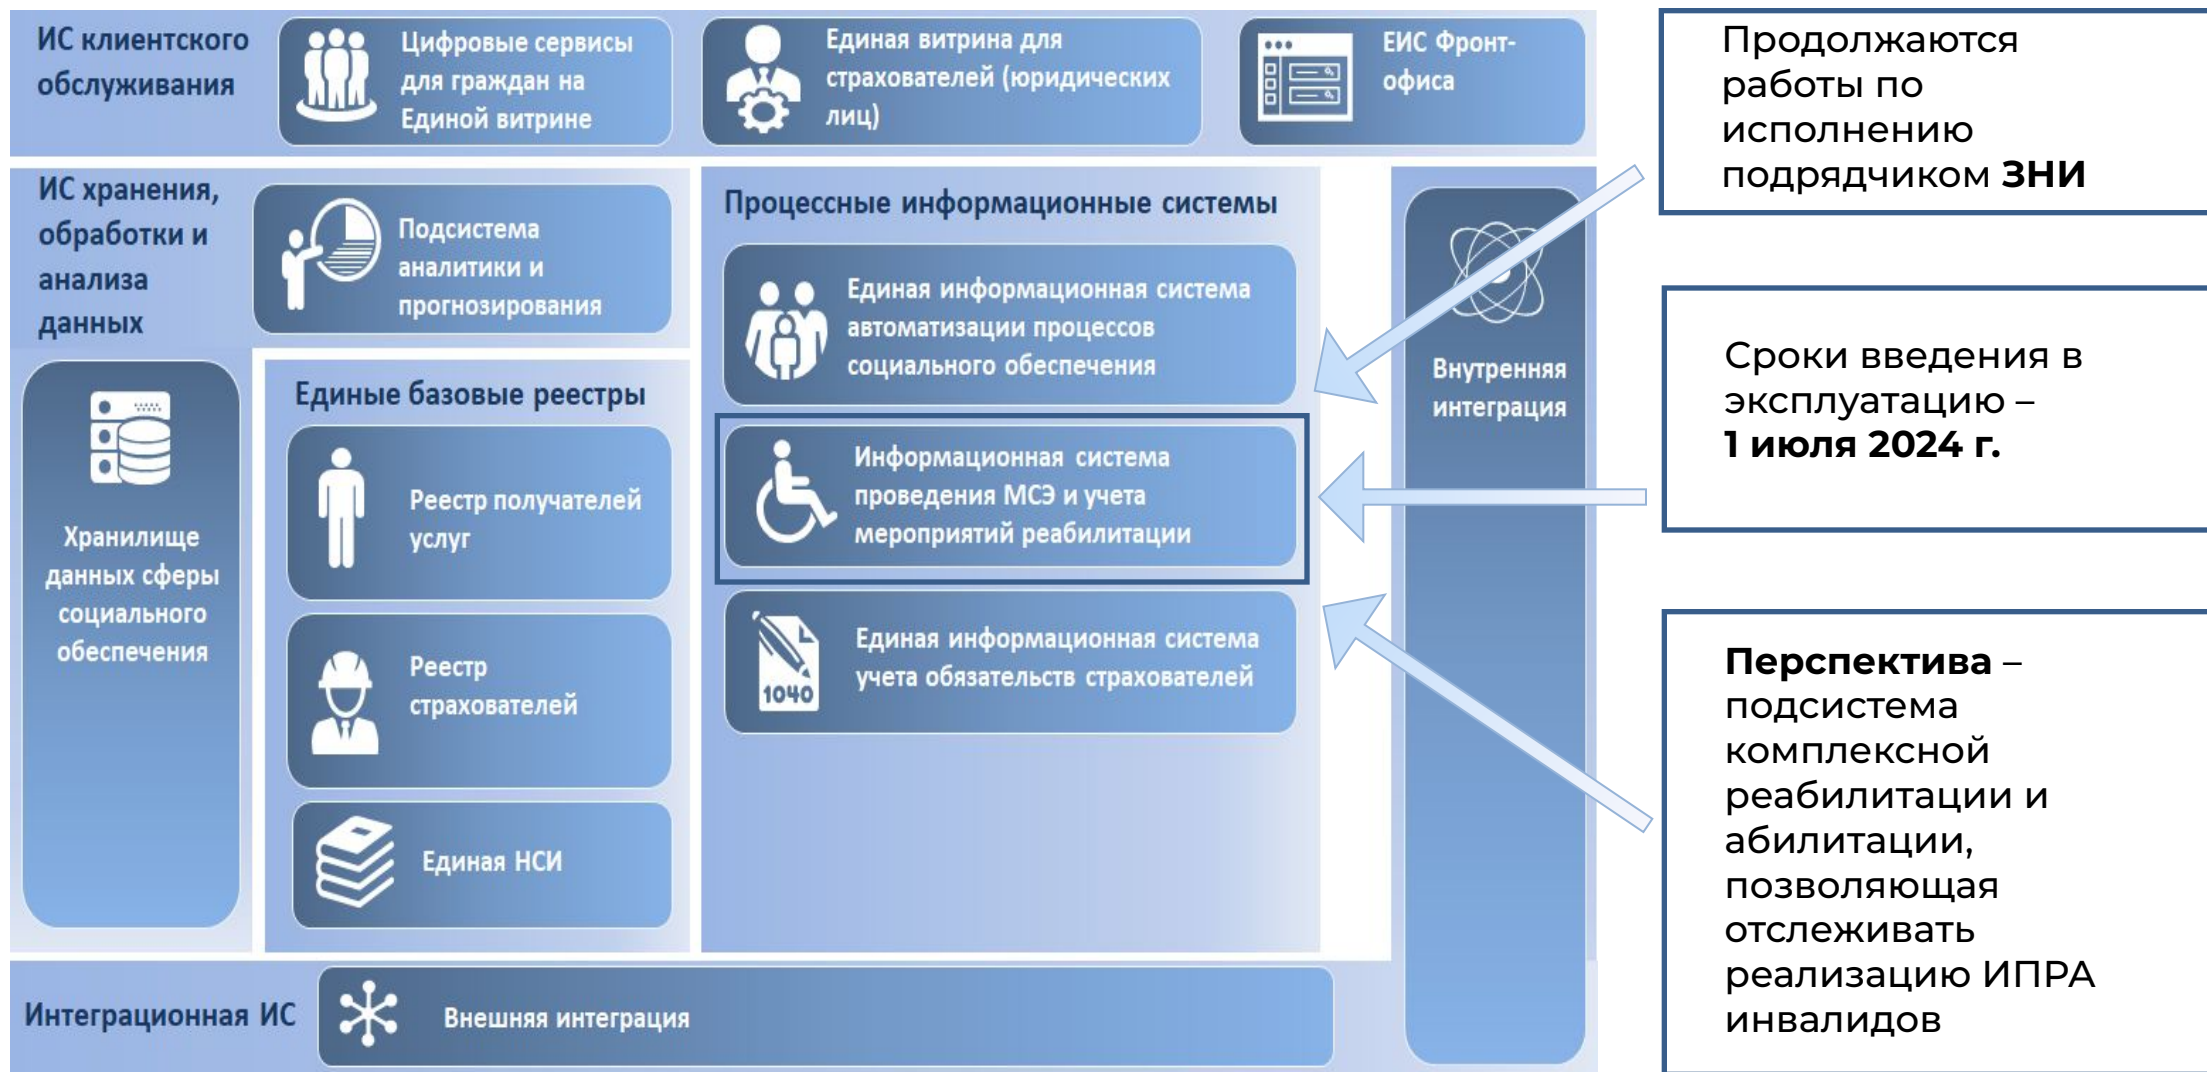 ИС клиентского
обслуживания
Цифровые сервисы
для граждан на
Единой витрине
Единая витрина для
страхователей (юридических
лиц)
ЕИС Фронт-
офиса
ИС хранения,
обработки и
анализа
данных
Подсистема
аналитики и
прогнозирования
Хранилище
данных сферы
социального
обеспечения
Единые базовые реестры
Реестр получателей
услуг
Реестр
страхователей
Единая НСИ
Процессные информационные системы
Единая информационная система
автоматизации процессов
социального обеспечения
Информационная система
проведения МСЭ и учета
мероприятий реабилитации
1040
Единая информационная система
учета обязательств страхователей
Внутренняя
интеграция
Интеграционная ИС
Внешняя интеграция
Продолжаются
работы по
исполнению
подрядчиком ЗНИ
Сроки введения в
эксплуатацию –
1 июля 2024 г.
Перспектива –
подсистема
комплексной
реабилитации и
абилитации,
позволяющая
отслеживать
реализацию ИПРА
инвалидов